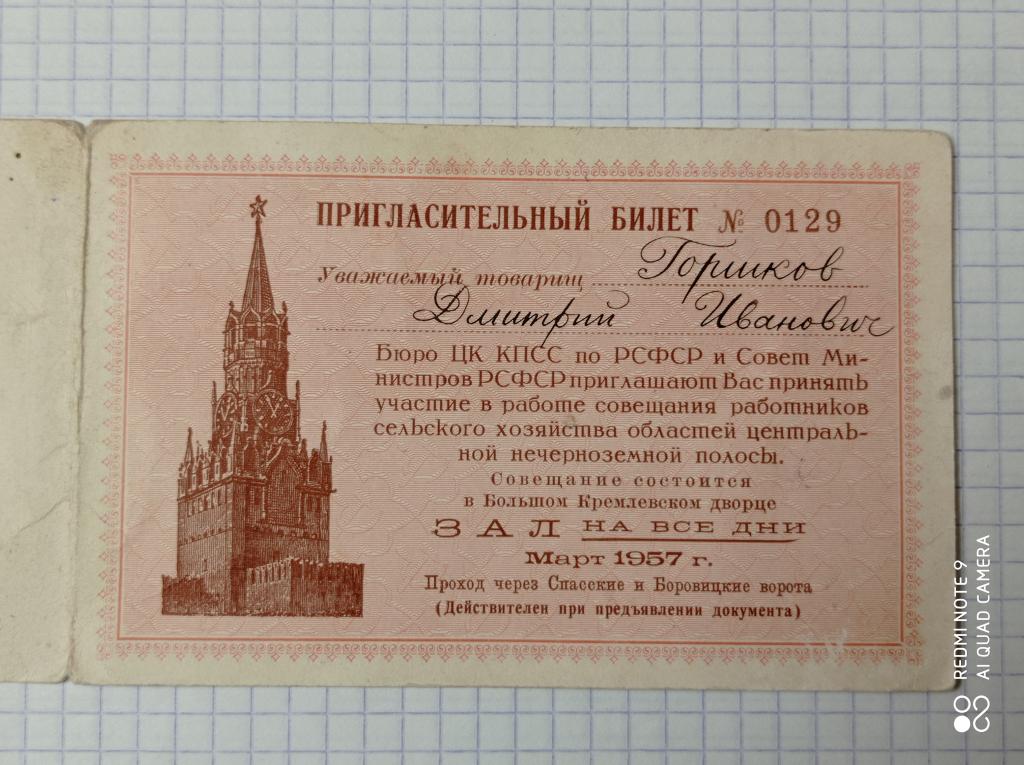 ПРИГЛАСИТЕЛЬНЫЙ БИЛЕТ № 0129
Уважаемый товарищ Горшков
Дмитрий Иванович
Бюро ЦК КПСС по РСФСР и Совет Ми-
нистров РСФСР приглашают Вас принять
участие в работе совещания работников
сельского хозяйства областей централь-
ной нечерноземной полосы.
Совещание состоится
в Большом Кремлевском дворце
ЗАЛ НА ВСЕ ДНИ
Март 1957 г.
Проход через Спасские и Боровицкие ворота
(Действителен при предъявлении документа)
REDMI NOTE 9
AI QUAD CAMERA